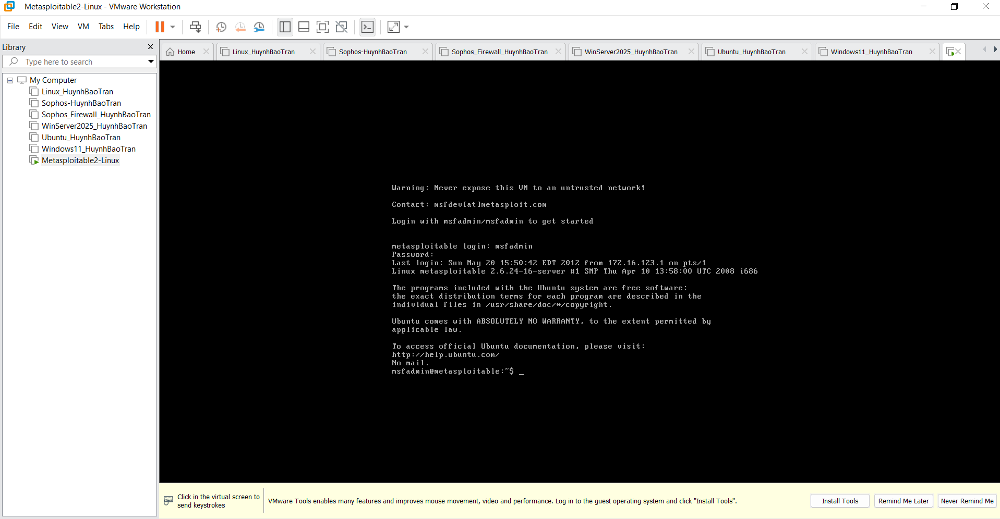 Metasploitable2-Linux - VMware Workstation
File Edit View VM Tabs Help
Library
Type here to search
My Computer
Linux_HuynhBaoTran
Sophos-HuynhBaoTran
Sophos_Firewall_HuynhBaoTran
WinServer2025_HuynhBaoTran
Ubuntu_HuynhBaoTran
Windows11_HuynhBaoTran
Metasploitable2-Linux
Home Linux_HuynhBaoTran Sophos-HuynhBaoTran Sophos_Firewall_HuynhBaoTran WinServer2025_HuynhBaoTran Ubuntu_HuynhBaoTran Windows11_HuynhBaoTran
Warning: Never expose this VM to an untrusted network!
Contact: msfdev[at]metasploit.com
Login with msfadmin/msfadmin to get started
metasploitable login: msfadmin
Password:
Last login: Sun May 20 15:50:42 EDT 2012 from 172.16.123.1 on pts/1
Linux metasploitable 2.6.24-16-server #1 SMP Thu Apr 10 13:58:00 UTC 2008 i686
The programs included with the Ubuntu system are free software;
the exact distribution terms for each program are described in the
individual files in /usr/share/doc/*/copyright.
Ubuntu comes with ABSOLUTELY NO WARRANTY, to the extent permitted by
applicable law.
To access official Ubuntu documentation, please visit:
http://help.ubuntu.com/
No mail.
msfadmin@metasploitable:~$ _
Click in the virtual screen to
send keystrokes
VMware Tools enables many features and improves mouse movement, video and performance. Log in to the guest operating system and click "Install Tools".
Install Tools Remind Me Later Never Remind Me